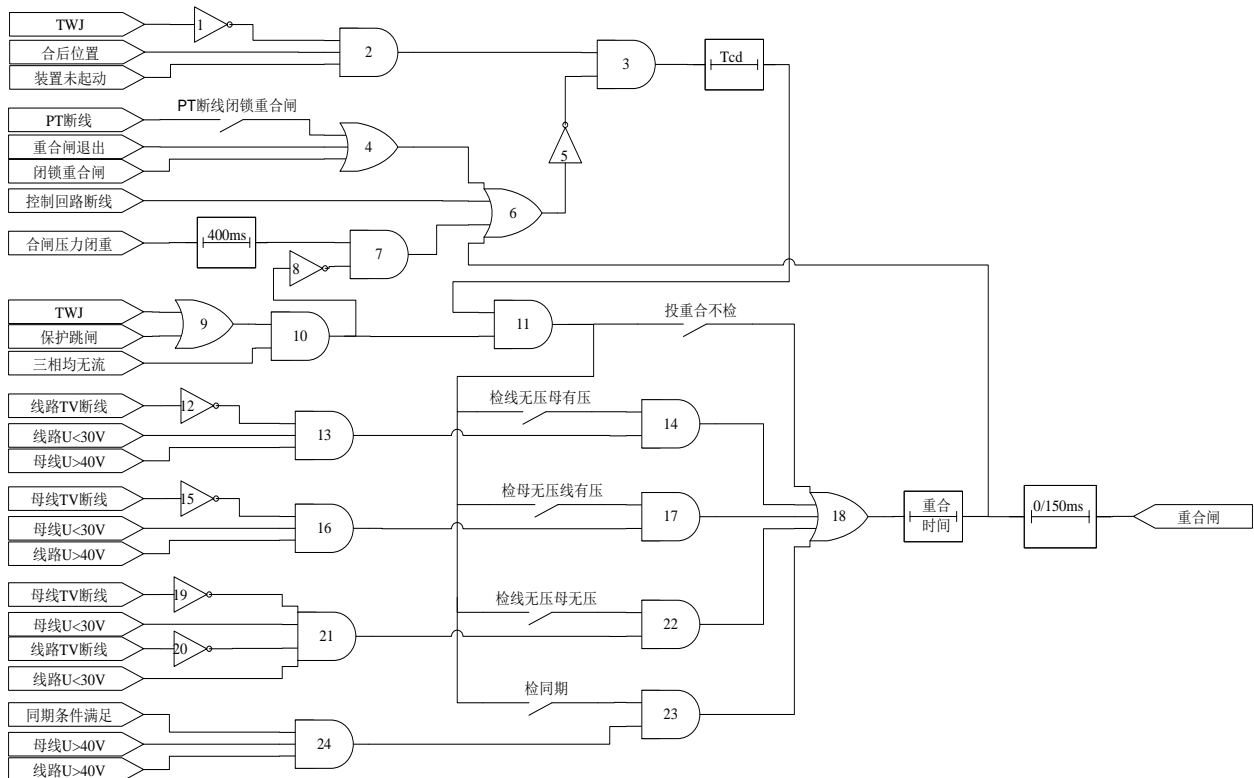 TWJ
1
合后位置
2
3
Tcd
装置未起动
PT断线闭锁重合闸
PT断线
重合闸退出
4
5
闭锁重合闸
控制回路断线
6
400ms
合闸压力闭重
7
8
TWJ
投重合不检
9
11
保护跳闸
10
三相均无流
线路TV断线
12
检线无压母有压
14
线路U<30V
13
母线U>40V
母线TV断线
15
检母无压线有压
0/150ms
重合
时间
18
17
重合闸
母线U<30V
16
线路U>40V
母线TV断线
19
检线无压母无压
母线U<30V
22
21
线路TV断线
20
线路U<30V
检同期
同期条件满足
23
母线U>40V
24
线路U>40V